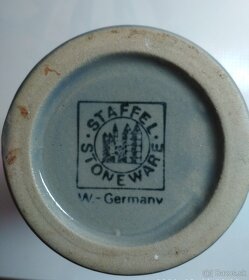 · STAFFEL ·
STONEWARE
W.-Germany